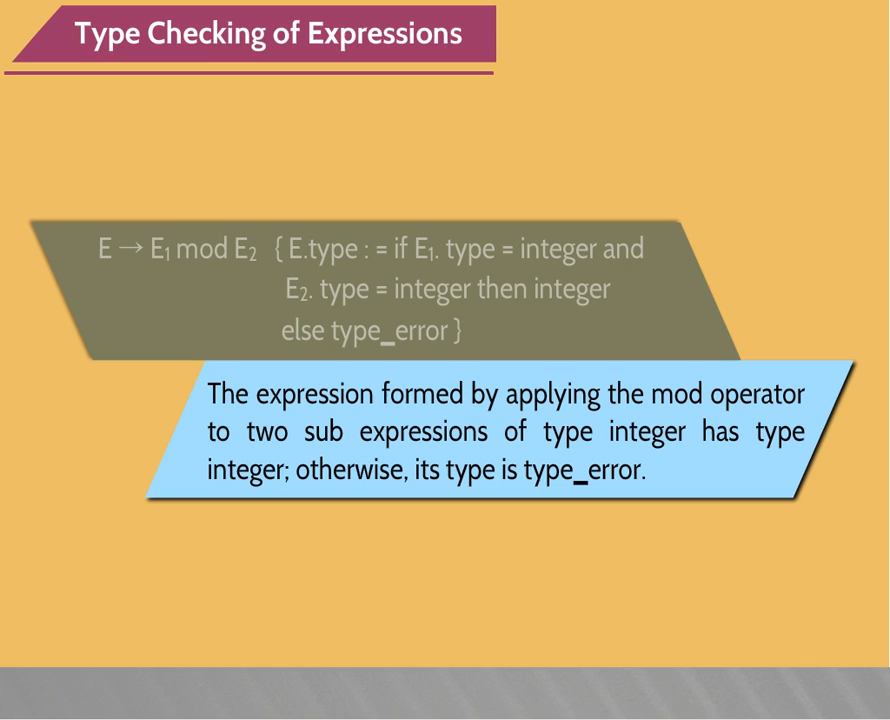 Type Checking of Expressions
E → E₁ mod E₂ { E.type : = if E₁. type = integer and
E₂. type = integer then integer
else type_error }
The expression formed by applying the mod operator
to two sub expressions of type integer has type
integer; otherwise, its type is type_error.